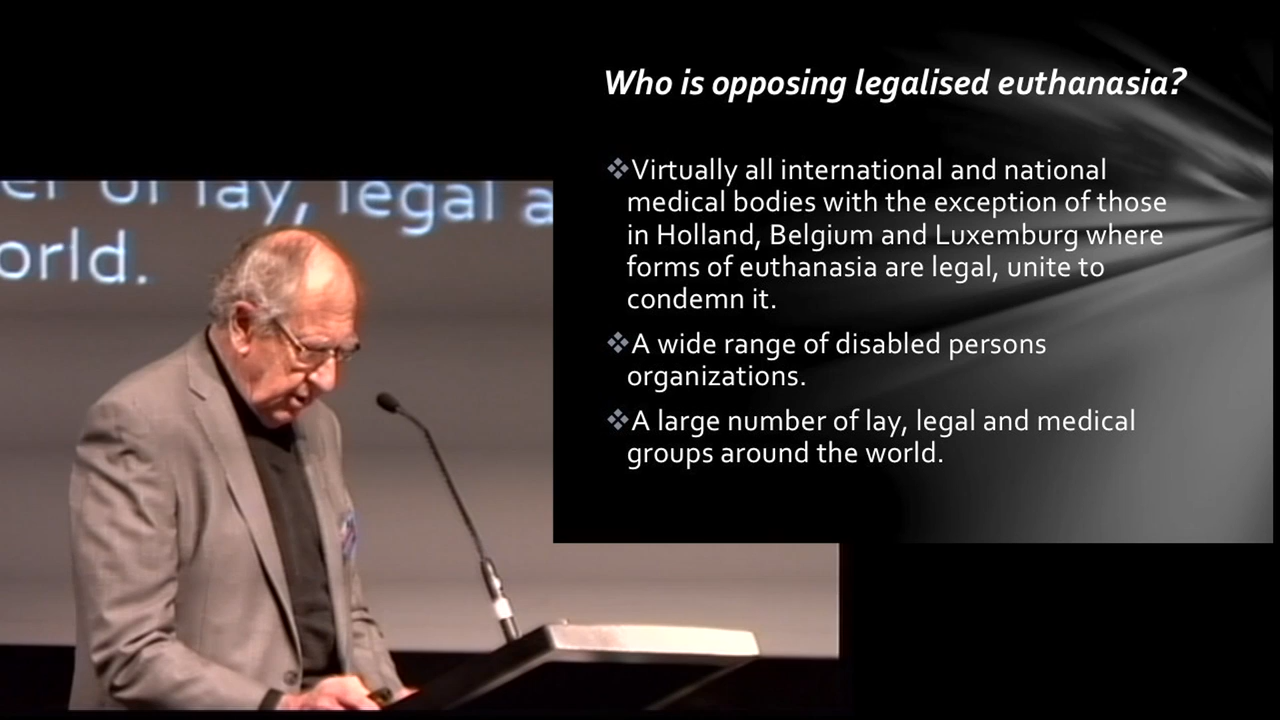 Who is opposing legalised euthanasia?
❖Virtually all international and national
medical bodies with the exception of those
in Holland, Belgium and Luxemburg where
forms of euthanasia are legal, unite to
condemn it.
❖A wide range of disabled persons
organizations.
❖A large number of lay, legal and medical
groups around the world.
er of lay, legal a
orld.